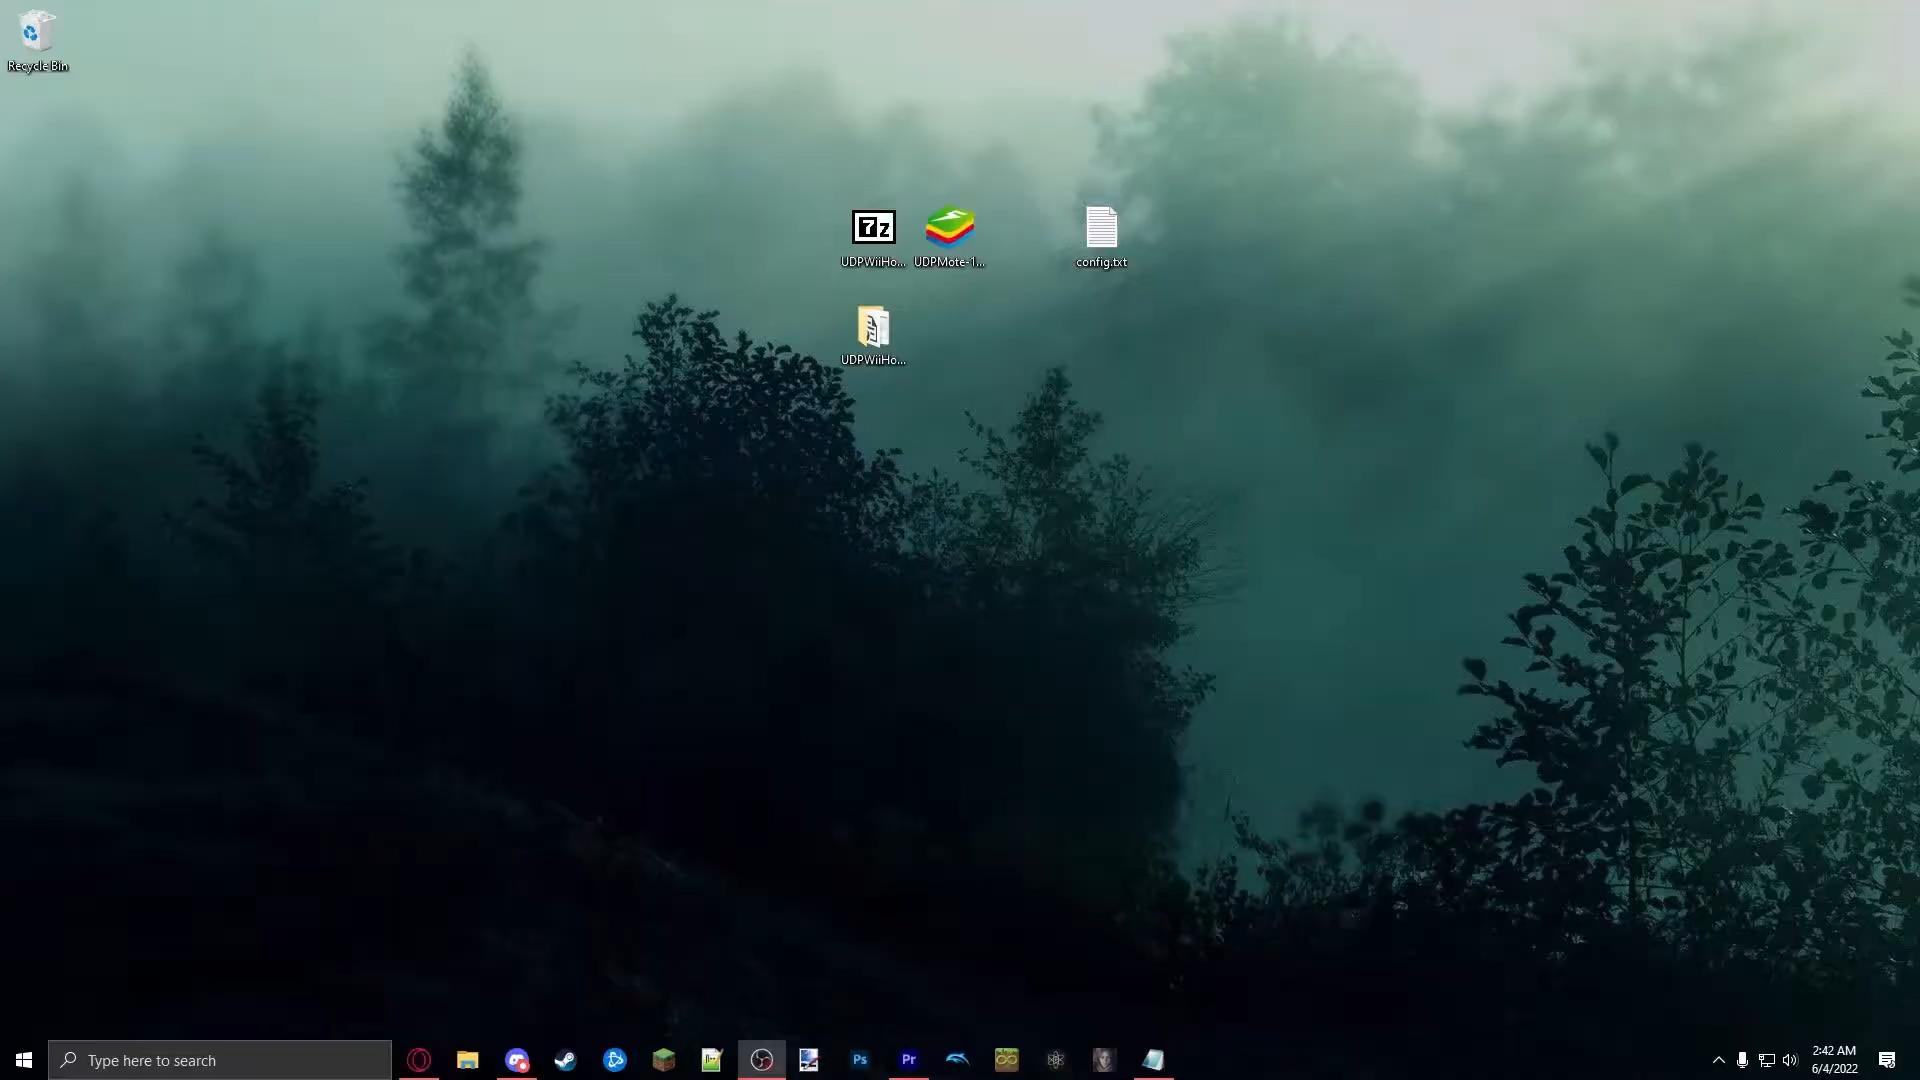 Recycle Bin
7z
UDPWiiHo...
UDPMote-1...
config.txt
UDPWiiHo...
Type here to search
Ps
Pr
2:42 AM
6/4/2022